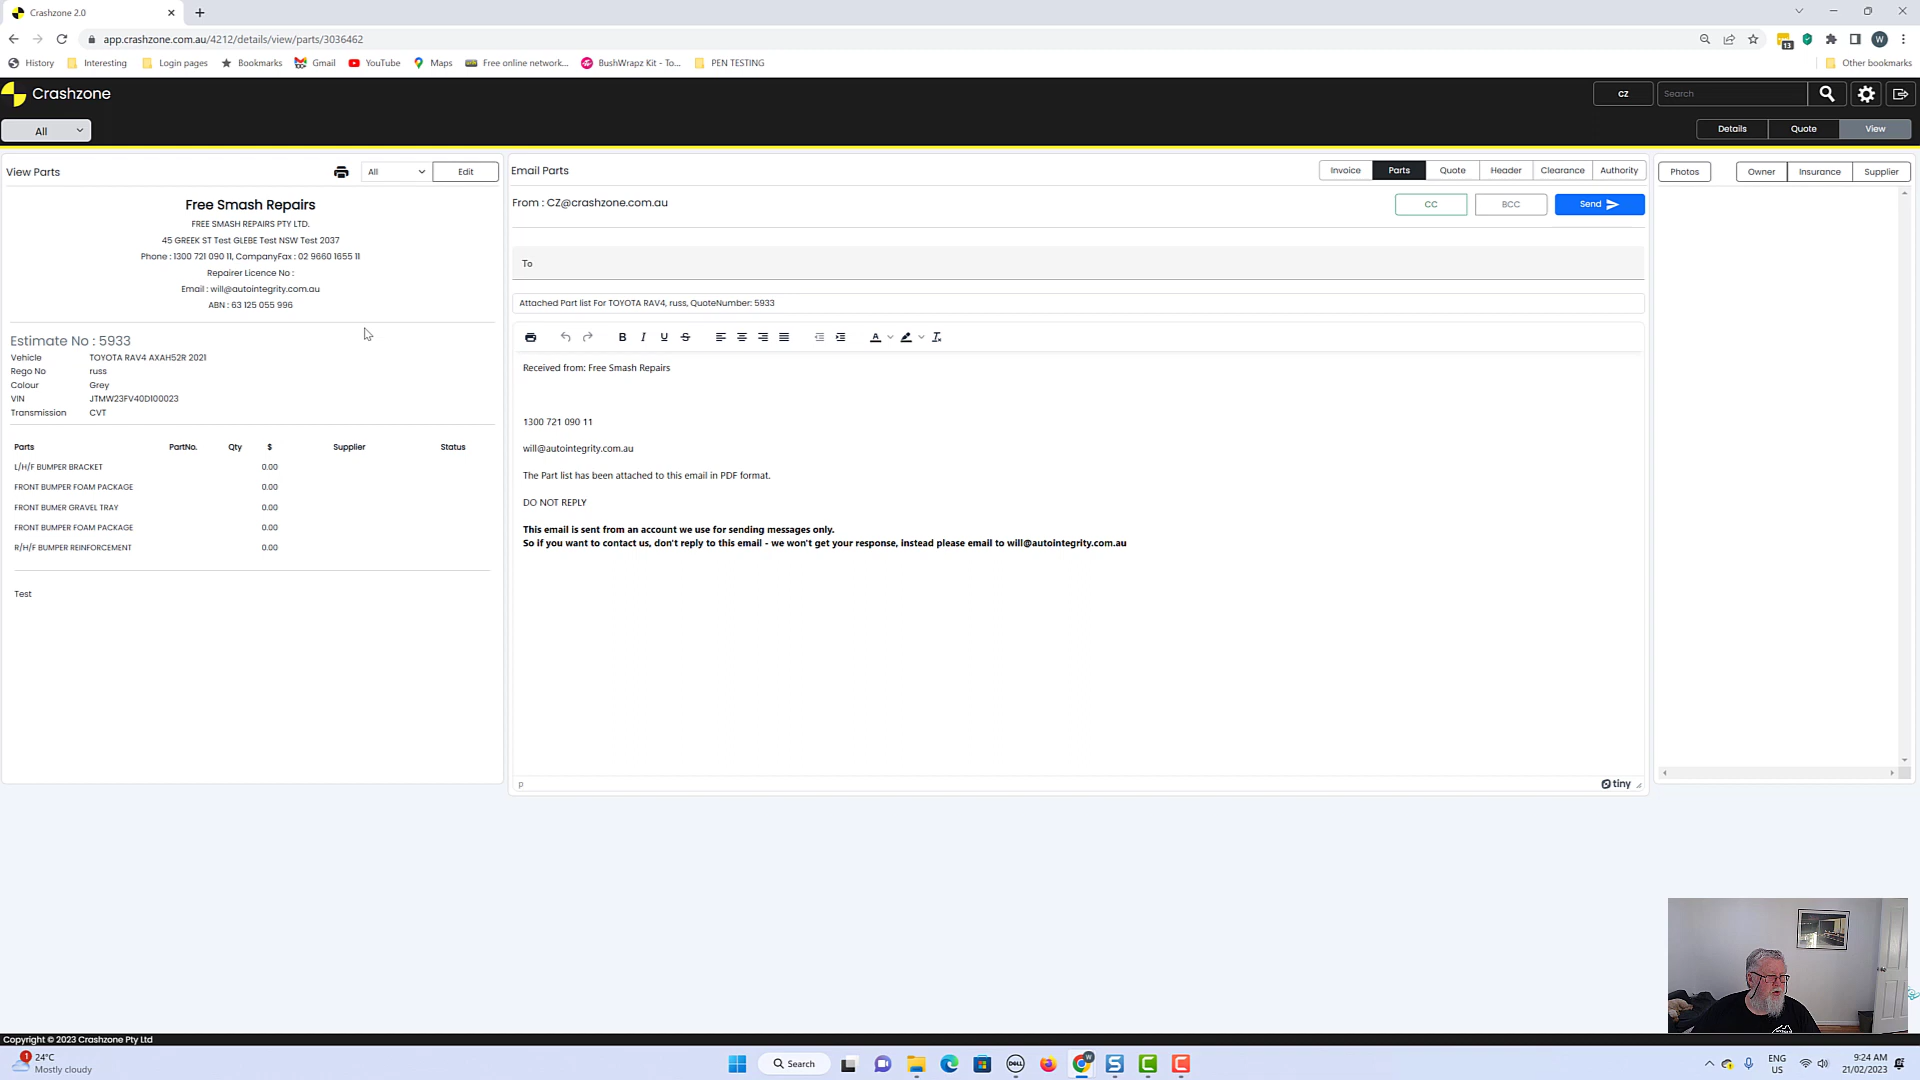 Crashzone 2.0
app.crashzone.com.au/4212/details/view/parts/3036462
13
W
History
Interesting
Login pages
Bookmarks
Gmail
YouTube
Maps
Free online network...
BushWrapz Kit - To...
PEN TESTING
Other bookmarks
Crashzone
CZ
Search
All
Details
Quote
View
View Parts
All
Edit
Free Smash Repairs
FREE SMASH REPAIRS PTY LTD.
45 GREEK ST Test GLEBE Test NSW Test 2037
Phone : 1300 721 090 11, CompanyFax : 02 9660 1655 11
Repairer Licence No :
Email : will@autointegrity.com.au
ABN : 63 125 055 996
Estimate No : 5933
Vehicle TOYOTA RAV4 AXAH52R 2021
Rego No russ
Colour Grey
VIN JTMW23FV40D100023
Transmission CVT
Parts PartNo. Qty $ Supplier Status
L/H/F BUMPER BRACKET 0.00
FRONT BUMPER FOAM PACKAGE 0.00
FRONT BUMER GRAVEL TRAY 0.00
FRONT BUMPER FOAM PACKAGE 0.00
R/H/F BUMPER REINFORCEMENT 0.00
Test
Email Parts
Invoice
Parts
Quote
Header
Clearance
Authority
From : CZ@crashzone.com.au
CC
BCC
Send
To
Attached Part list For TOYOTA RAV4, russ, QuoteNumber: 5933
Received from: Free Smash Repairs
1300 721 090 11
will@autointegrity.com.au
The Part list has been attached to this email in PDF format.
DO NOT REPLY
This email is sent from an account we use for sending messages only.
So if you want to contact us, don't reply to this email - we won't get your response, instead please email to will@autointegrity.com.au
p
tiny
Photos
Owner
Insurance
Supplier
Copyright © 2023 Crashzone Pty Ltd
1
24°C
Mostly cloudy
Search
DELL
ENG
US
9:24 AM
21/02/2023